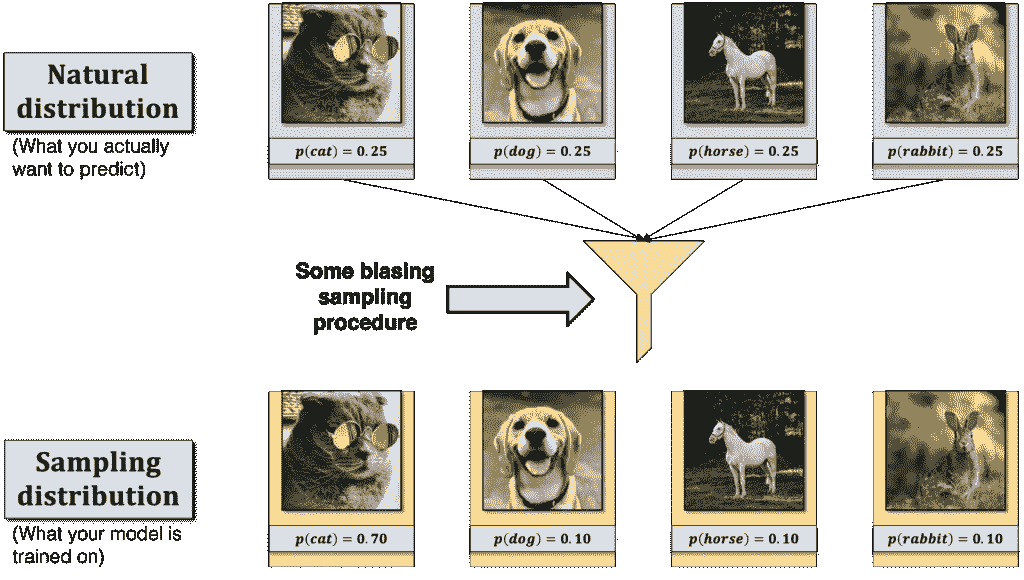 Natural
distribution
(What you actually
want to predict)
p(cat) = 0.25
p(dog) = 0.25
p(horse) = 0.25
p(rabbit) = 0.25
Some biasing
sampling
procedure
Sampling
distribution
(What your model is
trained on)
p(cat) = 0.70
p(dog) = 0.10
p(horse) = 0.10
p(rabbit) = 0.10